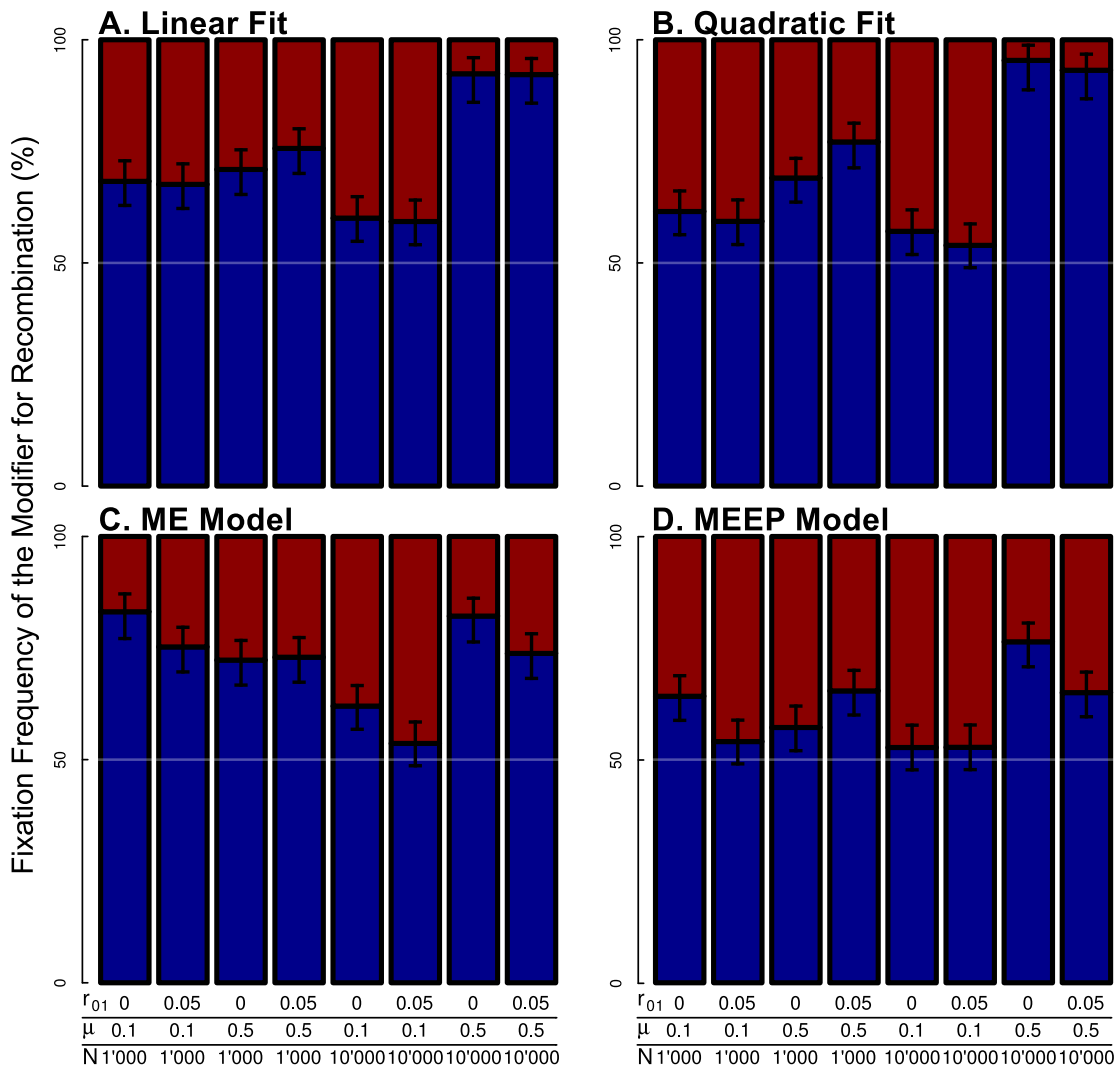 A. Linear Fit
B. Quadratic Fit
100
50
0
100
50
0
C. ME Model
D. MEEP Model
100
50
0
100
50
0
Fixation Frequency of the Modifier for Recombination (%)
r01 0 0.05 0 0.05 0 0.05 0 0.05
μ 0.1 0.1 0.5 0.5 0.1 0.1 0.5 0.5
N 1'000 1'000 1'000 1'000 10'000 10'000 10'000 10'000
r01 0 0.05 0 0.05 0 0.05 0 0.05
μ 0.1 0.1 0.5 0.5 0.1 0.1 0.5 0.5
N 1'000 1'000 1'000 1'000 10'000 10'000 10'000 10'000